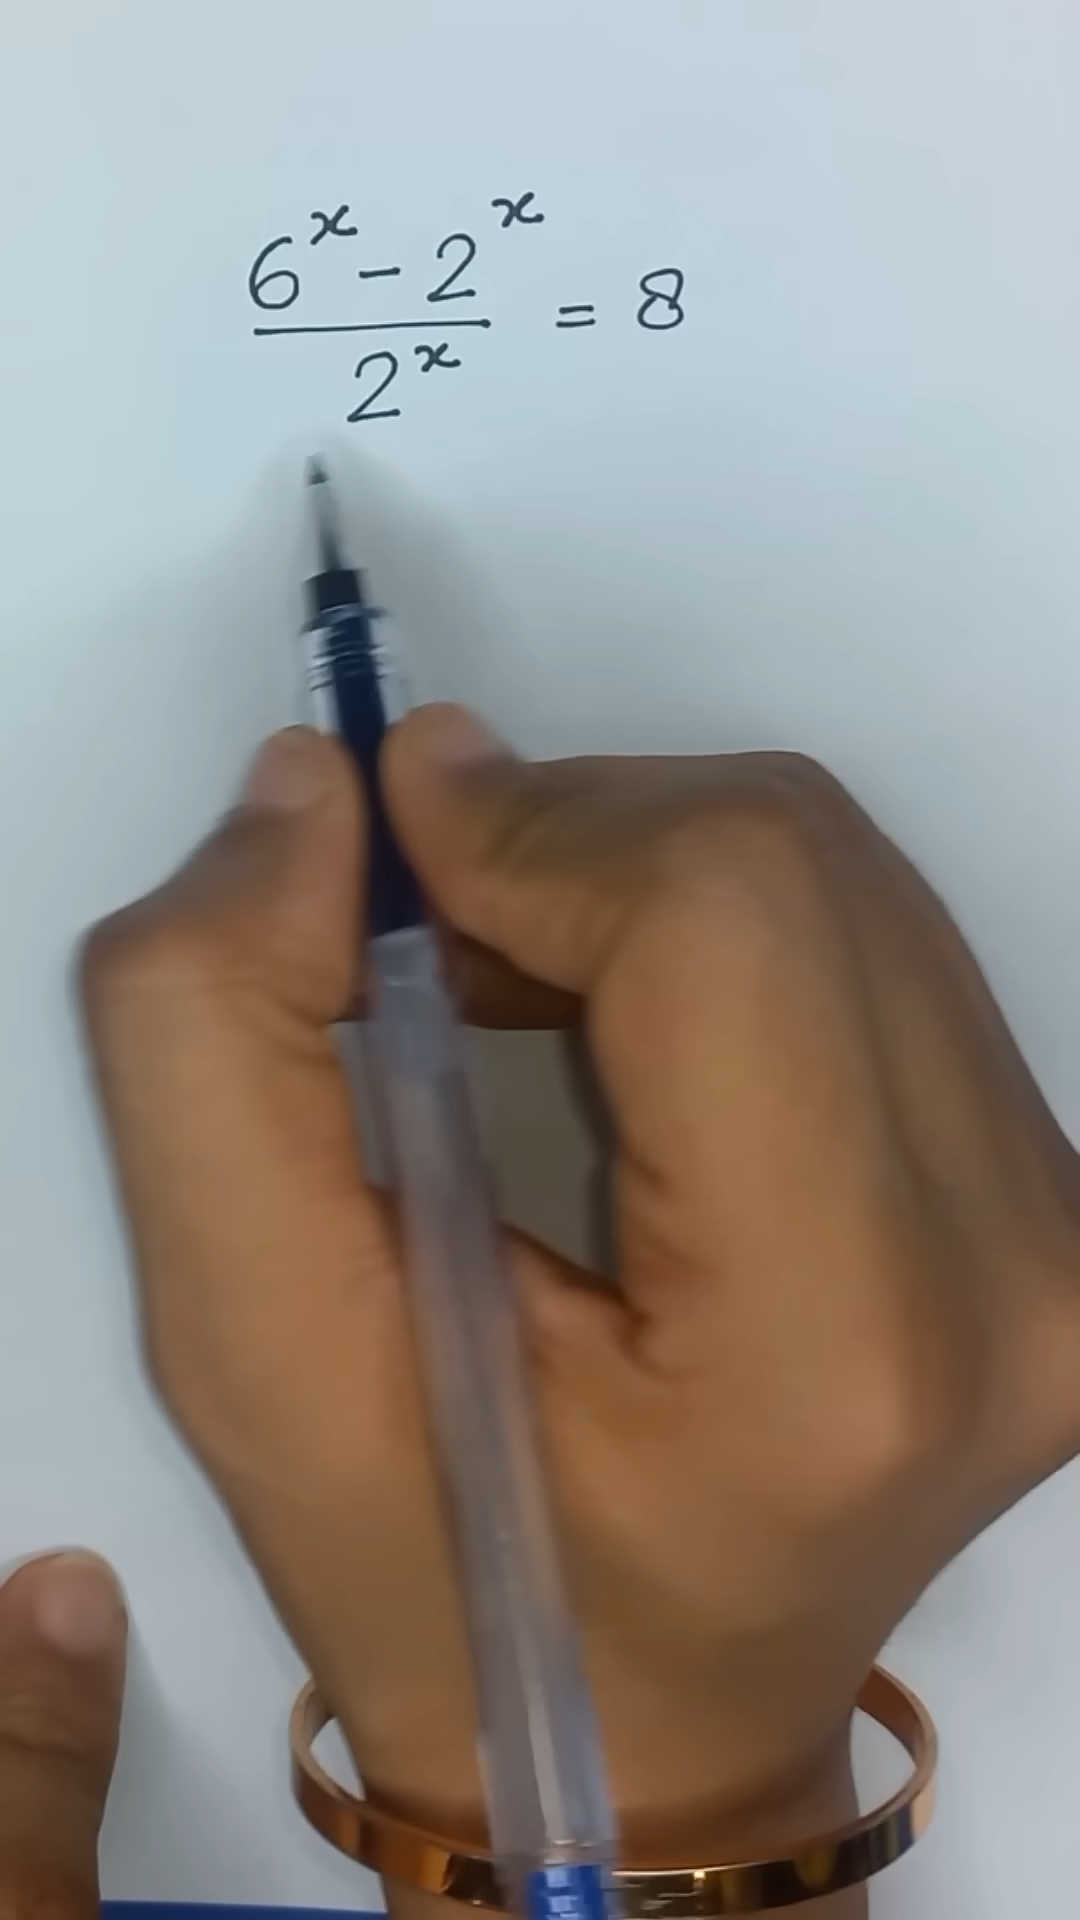 6^x - 2^x / 2^x = 8